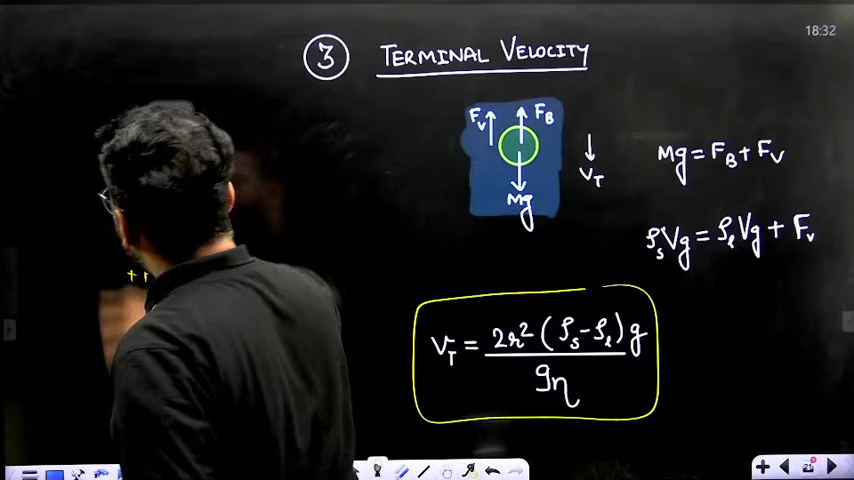 18:32
3 TERMINAL VELOCITY
Fv FB
Mg
VT
Mg = FB + Fv
ρsVg = ρℓVg + Fv
VT = 2r²(ρs-ρℓ)g / 9η
21